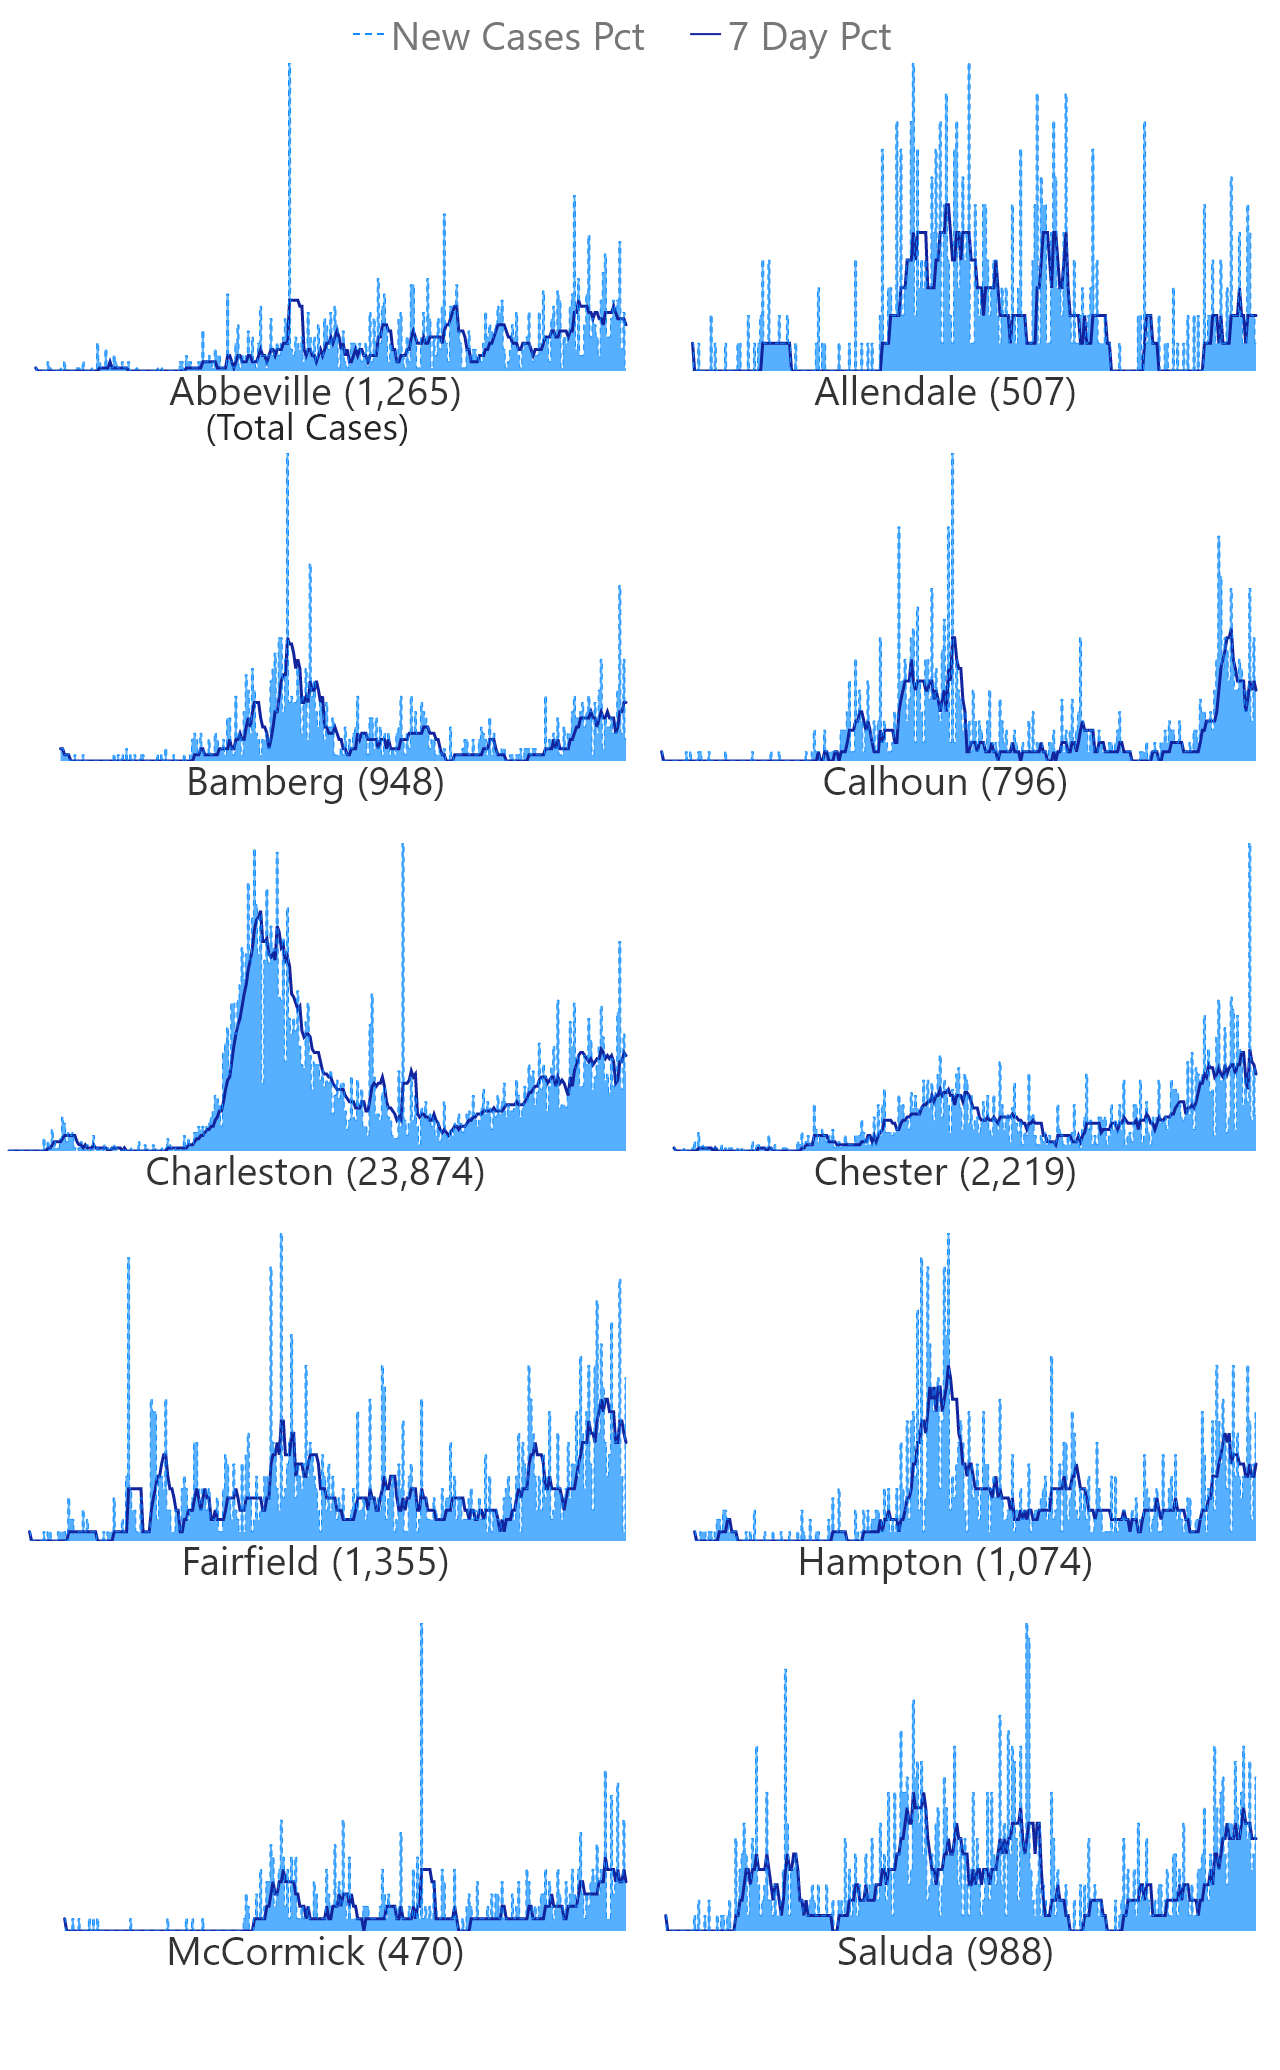 New Cases Pct 7 Day Pct
Abbeville (1,265) Allendale (507)
(Total Cases)
Bamberg (948) Calhoun (796)
Charleston (23,874) Chester (2,219)
Fairfield (1,355) Hampton (1,074)
McCormick (470) Saluda (988)